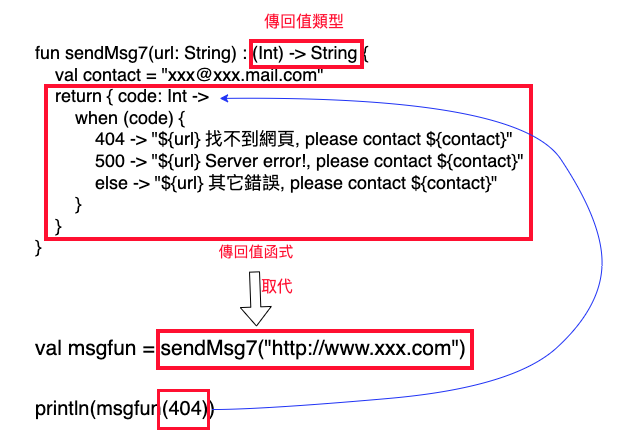 傳回值類型
fun sendMsg7(url: String) : (Int) -> String {
val contact = "xxx@xxx.mail.com"
return { code: Int ->
when (code) {
404 -> "${url} 找不到網頁, please contact ${contact}"
500 -> "${url} Server error!, please contact ${contact}"
else -> "${url} 其它錯誤, please contact ${contact}"
}
}
}
傳回值函式
取代
val msgfun = sendMsg7("http://www.xxx.com")
println(msgfun(404))